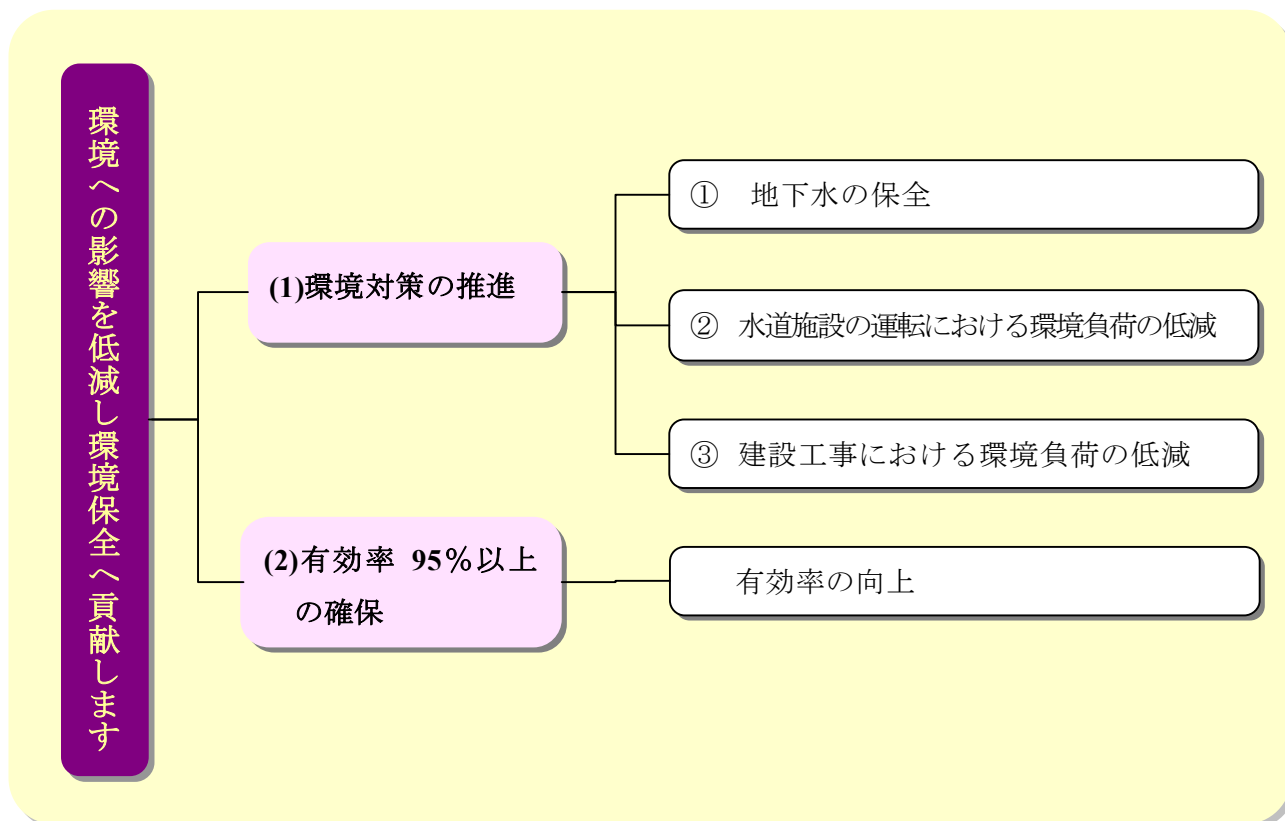 環境への影響を低減し環境保全へ貢献します
(1)環境対策の推進
① 地下水の保全
② 水道施設の運転における環境負荷の低減
③ 建設工事における環境負荷の低減
(2)有効率 95%以上
の確保
有効率の向上